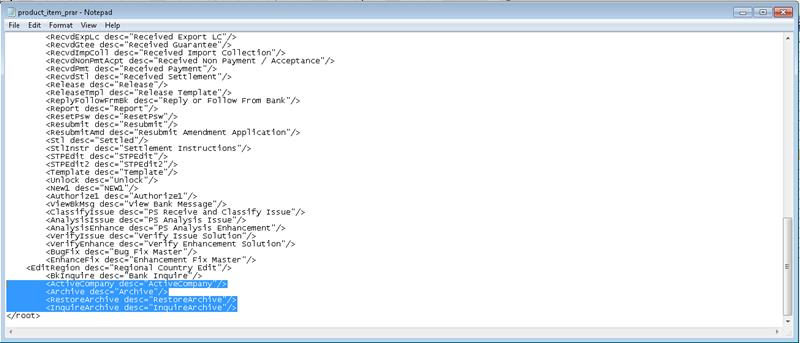 product_item_prar - Notepad
File Edit Format View Help
<RecvdExpLc desc="Received Export LC"/>
<RecvdGtee desc="Received Guarantee"/>
<RecvdImpColl desc="Received Import Collection"/>
<RecvdNonPmtAcpt desc="Received Non Payment / Acceptance"/>
<RecvdPmt desc="Received Payment"/>
<RecvdStl desc="Received Settlement"/>
<Release desc="Release"/>
<ReleaseTmpl desc="Release Template"/>
<ReplyFollowFrmBk desc="Reply or Follow From Bank"/>
<Report desc="Report"/>
<ResetPsw desc="ResetPsw"/>
<Resubmit desc="Resubmit"/>
<ResubmitAmd desc="Resubmit Amendment Application"/>
<Stl desc="Settled"/>
<StlInstr desc="Settlement Instructions"/>
<STPEdit desc="STPEdit"/>
<STPEdit2 desc="STPEdit2"/>
<Template desc="Template"/>
<Unlock desc="Unlock"/>
<New1 desc="NEW1"/>
<Authorize1 desc="Authorize1"/>
<ViewBkMsg desc="View Bank Message"/>
<ClassifyIssue desc="PS Receive and Classify Issue"/>
<AnalysisIssue desc="PS Analysis Issue"/>
<AnalysisEnhance desc="PS Analysis Enhancement"/>
<VerifyIssue desc="Verify Issue Solution"/>
<VerifyEnhance desc="Verify Enhancement Solution"/>
<BugFix desc="Bug Fix Master"/>
<EnhanceFix desc="Enhancement Fix Master"/>
<EditRegion desc="Regional Country Edit"/>
<BkInquire desc="Bank Inquire"/>
<ActiveCompany desc="ActiveCompany"/>
<Archive desc="Archive"/>
<RestoreArchive desc="RestoreArchive"/>
<InquireArchive desc="InquireArchive"/>
</root>